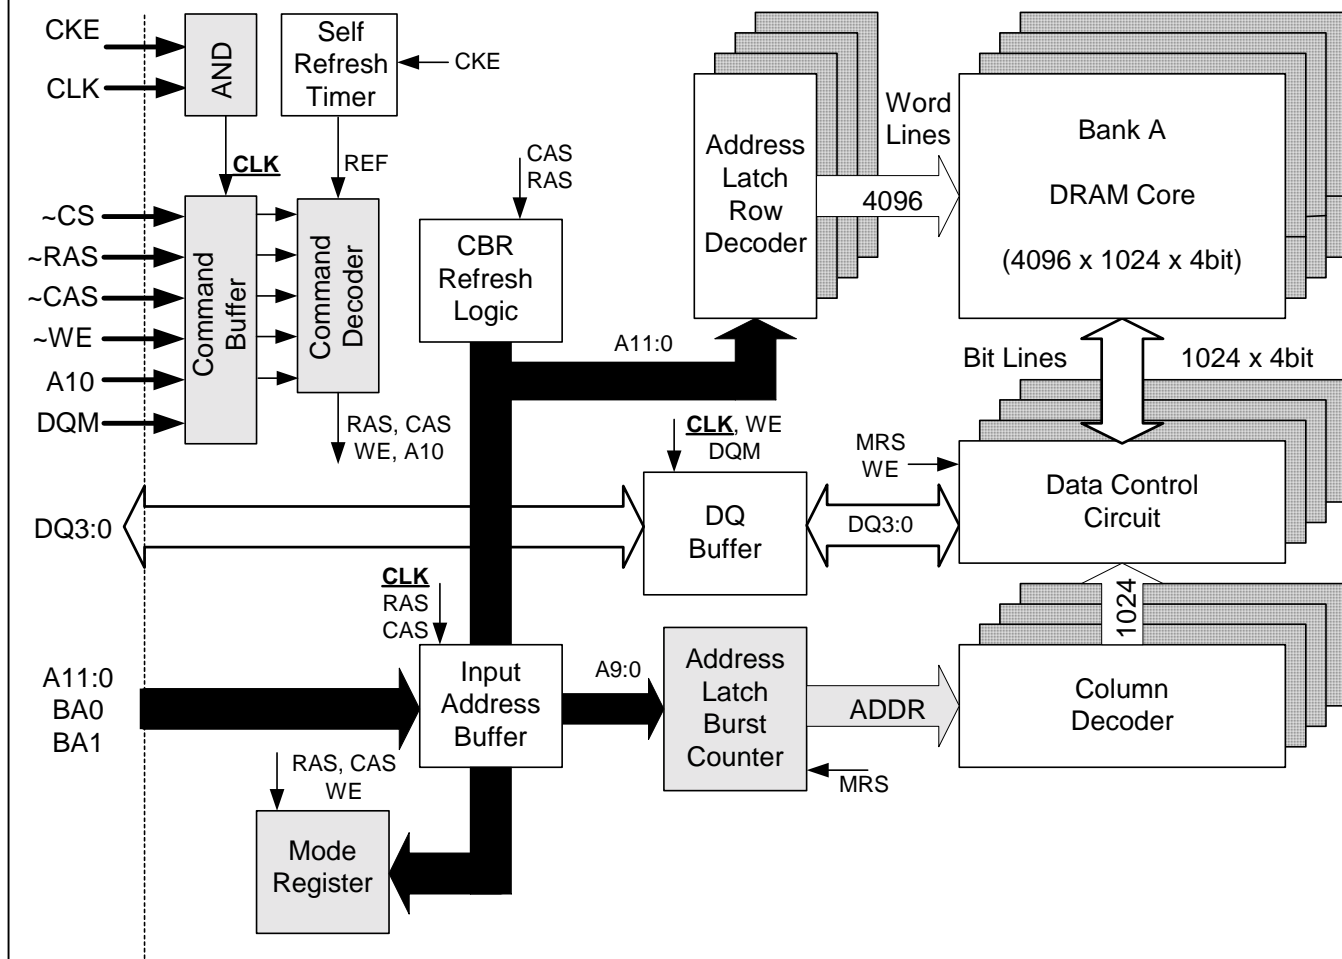 CKE
CLK
AND
Self
Refresh
Timer
CKE
CLK
REF
~CS
~RAS
~CAS
~WE
A10
DQM
Command
Buffer
Command
Decoder
RAS, CAS
WE, A10
CAS
RAS
CBR
Refresh
Logic
A11:0
Address
Latch
Row
Decoder
Word
Lines
4096
Bank A
DRAM Core
(4096 x 1024 x 4bit)
Bit Lines
1024 x 4bit
CLK, WE
DQM
MRS
WE
DQ3:0
DQ
Buffer
DQ3:0
Data Control
Circuit
1024
CLK
RAS
CAS
A11:0
BA0
BA1
Input
Address
Buffer
A9:0
Address
Latch
Burst
Counter
ADDR
Column
Decoder
MRS
RAS, CAS
WE
Mode
Register